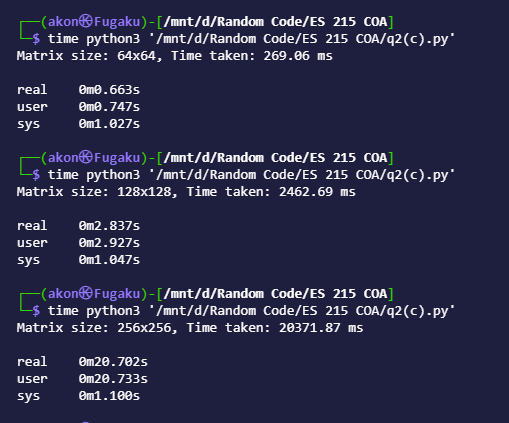 ┌──(akon㉿Fugaku)-[/mnt/d/Random Code/ES 215 COA]
└─$ time python3 '/mnt/d/Random Code/ES 215 COA/q2(c).py'
Matrix size: 64x64, Time taken: 269.06 ms
real    0m0.663s
user    0m0.747s
sys     0m1.027s
┌──(akon㉿Fugaku)-[/mnt/d/Random Code/ES 215 COA]
└─$ time python3 '/mnt/d/Random Code/ES 215 COA/q2(c).py'
Matrix size: 128x128, Time taken: 2462.69 ms
real    0m2.837s
user    0m2.927s
sys     0m1.047s
┌──(akon㉿Fugaku)-[/mnt/d/Random Code/ES 215 COA]
└─$ time python3 '/mnt/d/Random Code/ES 215 COA/q2(c).py'
Matrix size: 256x256, Time taken: 20371.87 ms
real    0m20.702s
user    0m20.733s
sys     0m1.100s